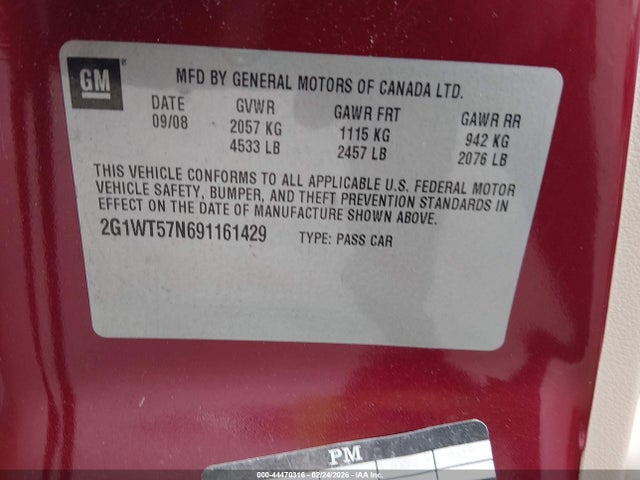 GM
MFD BY GENERAL MOTORS OF CANADA LTD.
DATE GVWR GAWR FRT GAWR RR
09/08 2057 KG 1115 KG 942 KG
4533 LB 2457 LB 2076 LB
THIS VEHICLE CONFORMS TO ALL APPLICABLE U.S. FEDERAL MOTOR
VEHICLE SAFETY, BUMPER, AND THEFT PREVENTION STANDARDS IN
EFFECT ON THE DATE OF MANUFACTURE SHOWN ABOVE.
2G1WT57N691161429 TYPE: PASS CAR
PM
000-44470316 - 02/24/2026 - © Copyright IAA, LLC